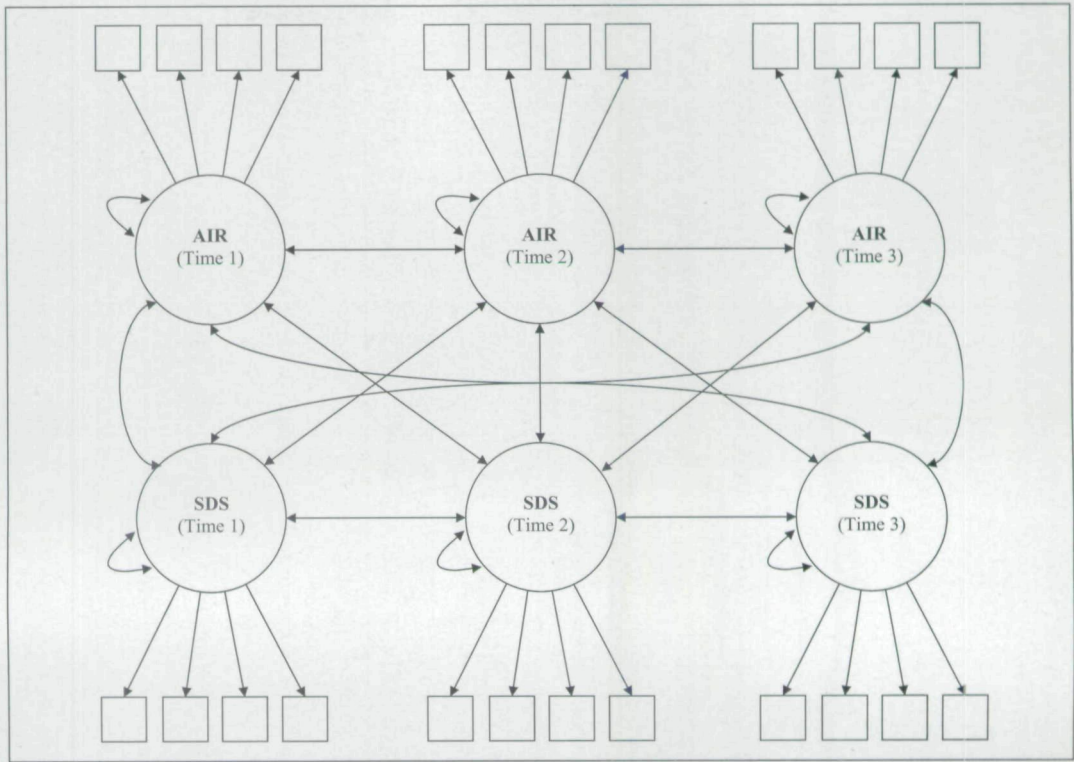 AIR
(Time 1)
AIR
(Time 2)
AIR
(Time 3)
SDS
(Time 1)
SDS
(Time 2)
SDS
(Time 3)